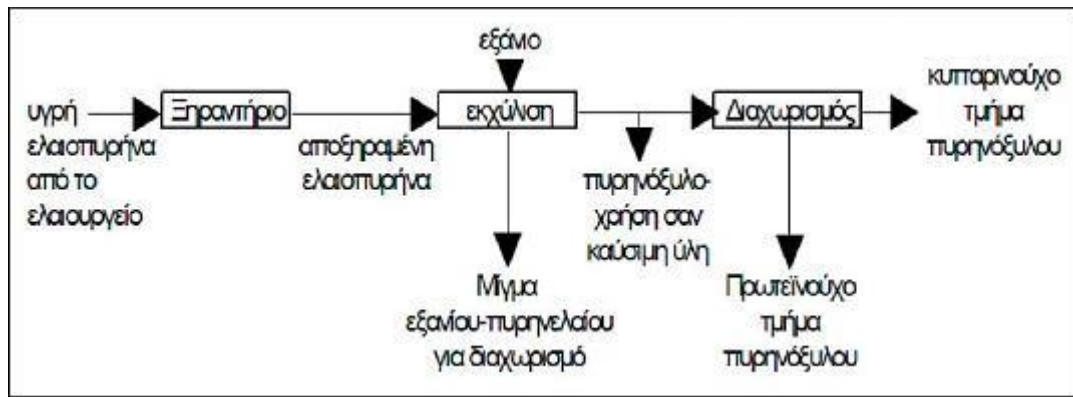 εξάνιο
υγρή
ελαιοπυρήνα
από το
ελαιουργείο
Ξηραντήριο
αποξηραμένη
ελαιοπυρήνα
εκχύλιση
Μίγμα
εξανίου-πυρηνελαίου
για διαχωρισμό
πυρηνόξυλο-
χρήση σαν
καύσιμη ύλη
Διαχωρισμός
Πρωτεϊνούχο
τμήμα
πυρηνόξυλου
κυτταρινούχο
τμήμα
πυρηνόξυλου